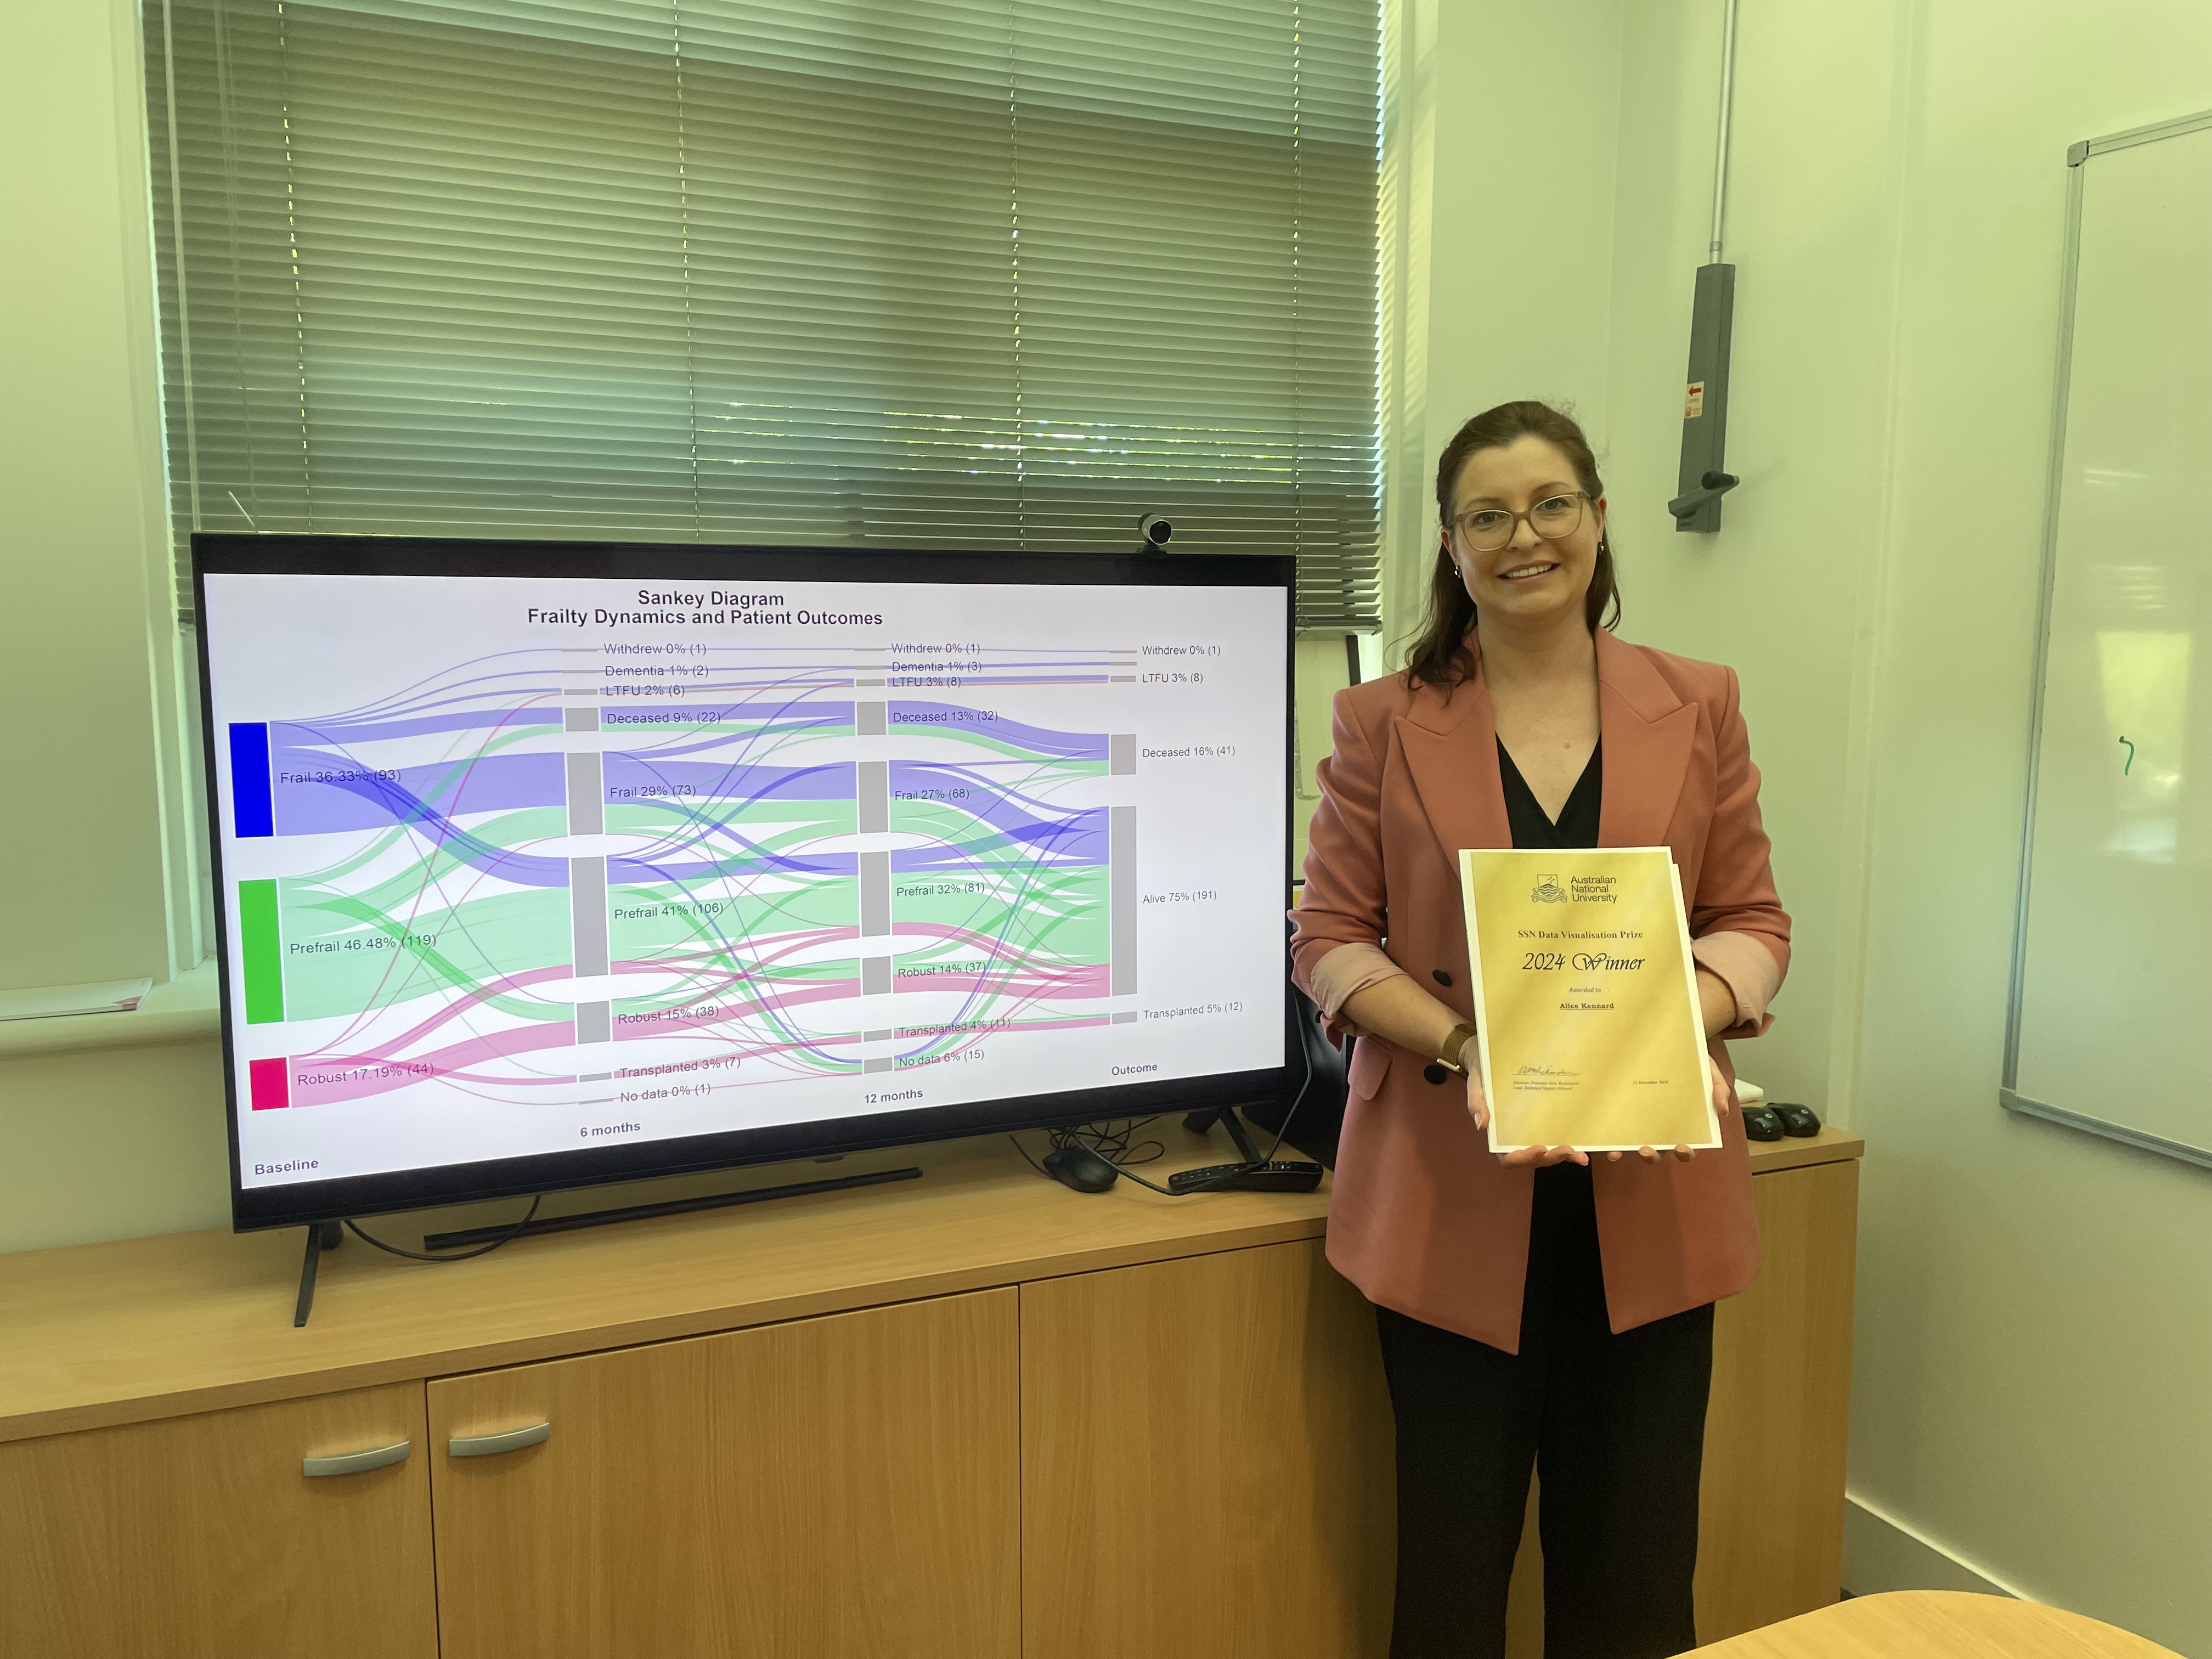 Sankey Diagram
Frailty Dynamics and Patient Outcomes
Frail 36.33% (93)
Prefrail 46.48% (119)
Robust 17.19% (44)
Baseline
Withdrew 0% (1)
Dementia 1% (2)
LTFU 2% (6)
Deceased 9% (22)
Frail 29% (73)
Prefrail 41% (106)
Robust 15% (38)
Transplanted 3% (7)
No data 0% (1)
6 months
Withdrew 0% (1)
Dementia 1% (3)
LTFU 3% (8)
Deceased 13% (32)
Frail 27% (68)
Prefrail 32% (81)
Robust 14% (37)
Transplanted 4% (11)
No data 6% (15)
12 months
Withdrew 0% (1)
LTFU 3% (8)
Deceased 16% (41)
Alive 75% (191)
Transplanted 5% (12)
Outcome
Australian
National
University
SSN Data Visualisation Prize
2024 Winner
Awarded to
Alice Kennard